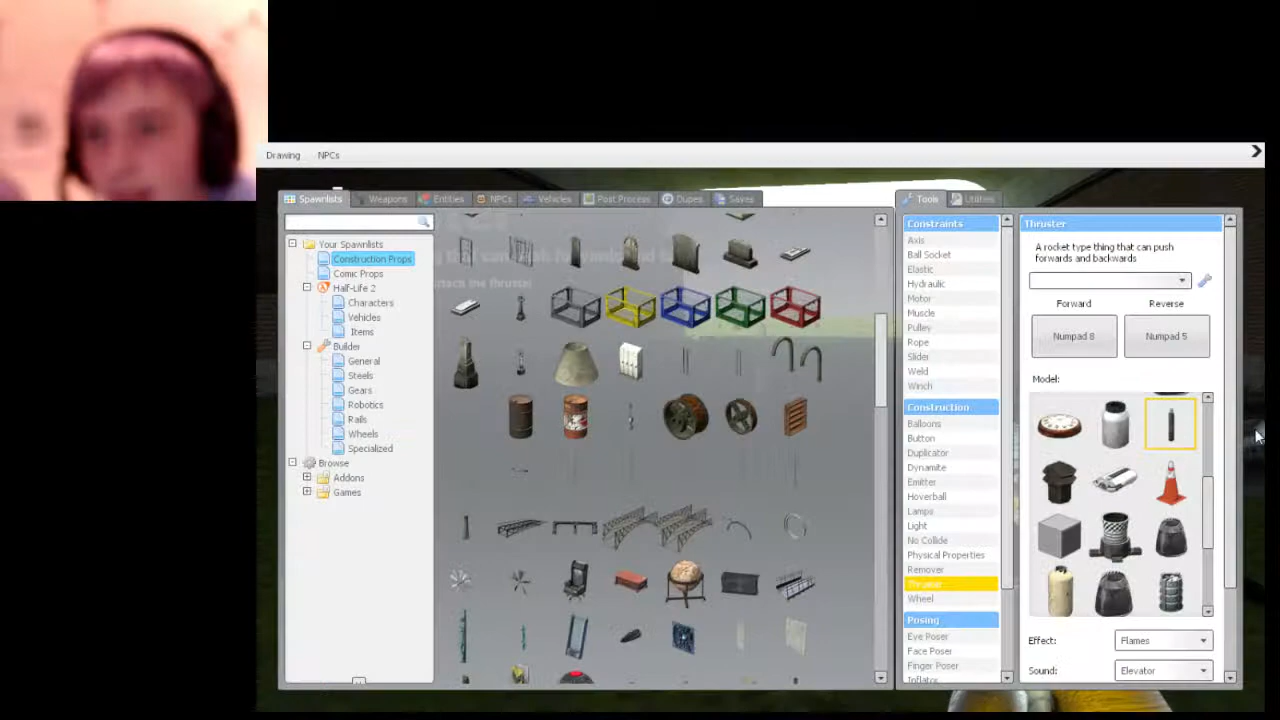 Drawing NPCs
Spawnlists Weapons Entities NPCs Vehicles Post Process Dupes Saves
Tools Utilities
Your Spawnlists
Construction Props
Comic Props
Half-Life 2
Characters
Vehicles
Items
Builder
General
Steels
Gears
Robotics
Rails
Wheels
Specialized
Browse
Addons
Games
Constraints
Axis
Ball Socket
Elastic
Hydraulic
Motor
Muscle
Pulley
Rope
Slider
Weld
Winch
Construction
Balloons
Button
Duplicator
Dynamite
Emitter
Hoverball
Lamps
Light
No Collide
Physical Properties
Remover
Thruster
Wheel
Posing
Eye Poser
Face Poser
Finger Poser
Inflator
Thruster
A rocket type thing that can push
forwards and backwards
Forward Reverse
Numpad 8 Numpad 5
Model:
Effect: Flames
Sound: Elevator